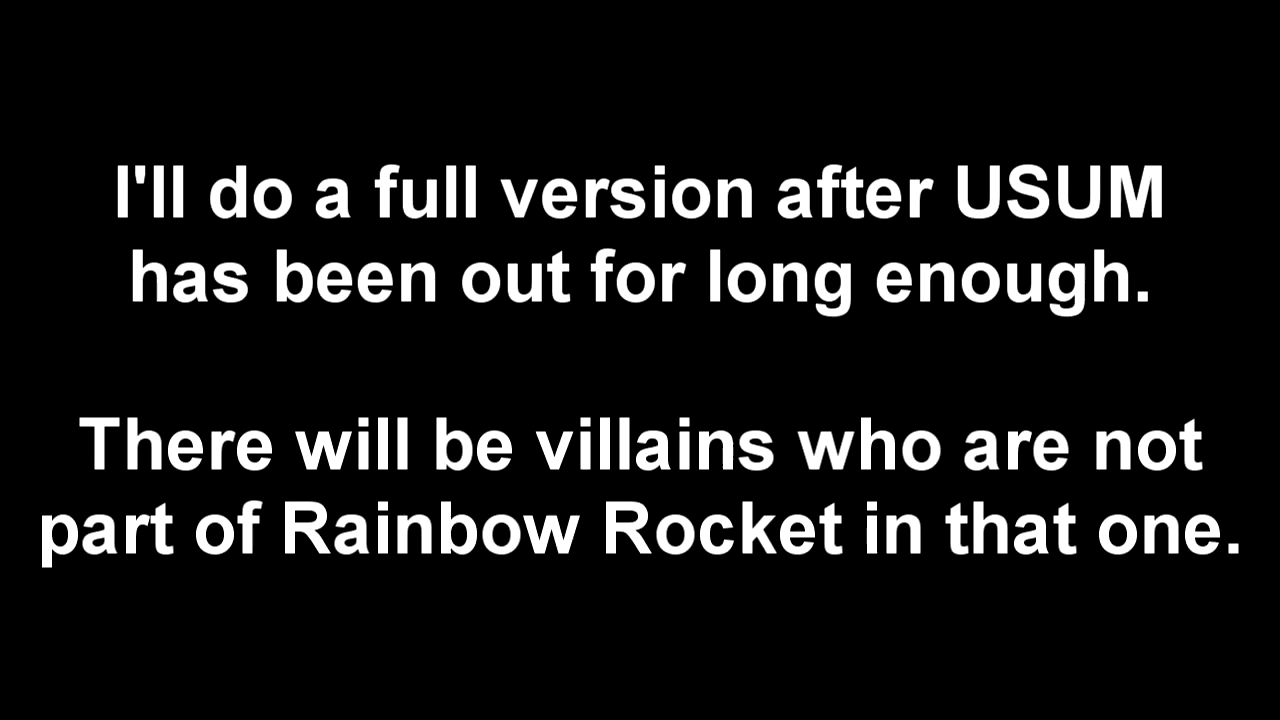 I'll do a full version after USUM
has been out for long enough.
There will be villains who are not
part of Rainbow Rocket in that one.